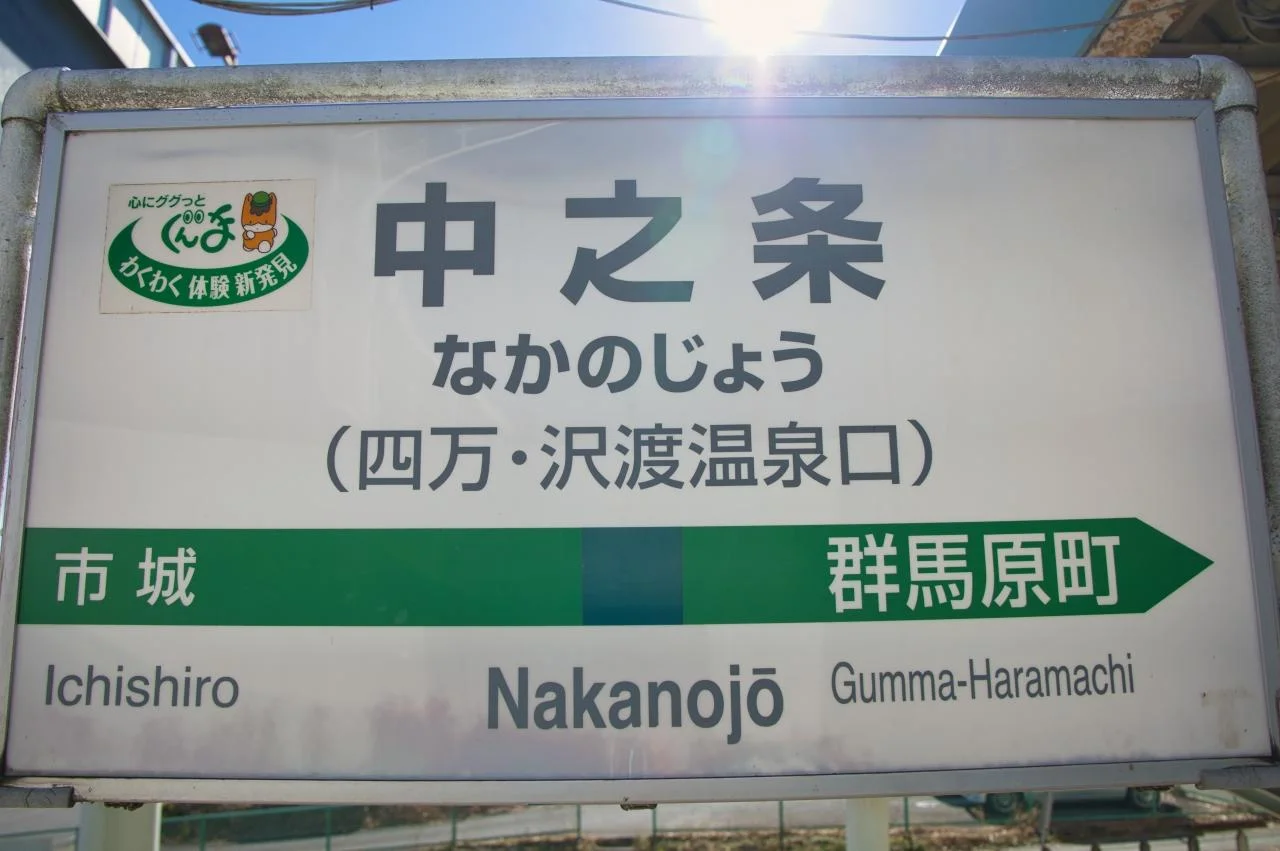 心にググっと
ぐんま
わくわく 体験 新発見
中之条
なかのじょう
(四万・沢渡温泉口)
市城 群馬原町
Ichishiro Nakanojō Gumma-Haramachi